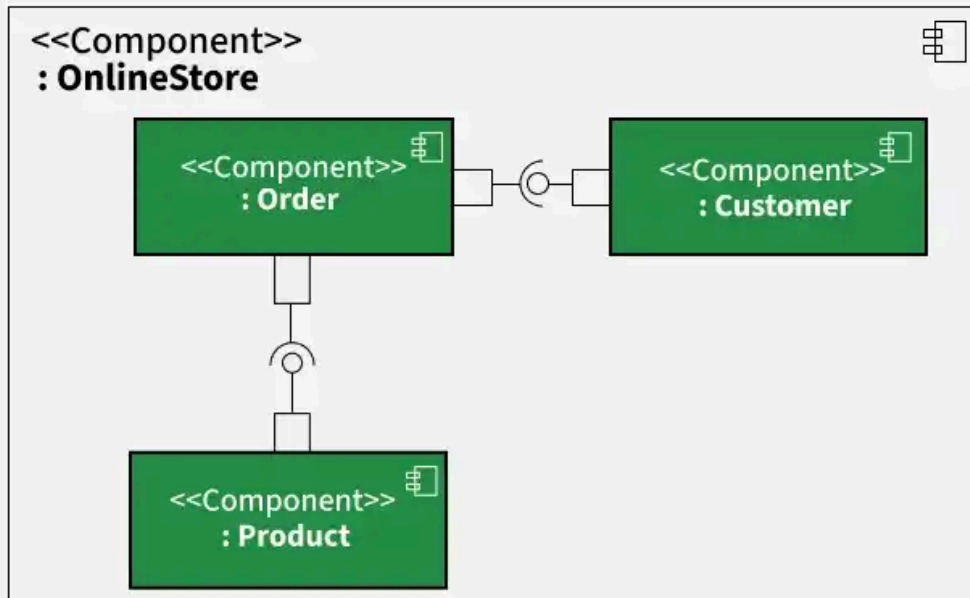 <<Component>>
: OnlineStore
<<Component>>
: Order
<<Component>>
: Customer
<<Component>>
: Product